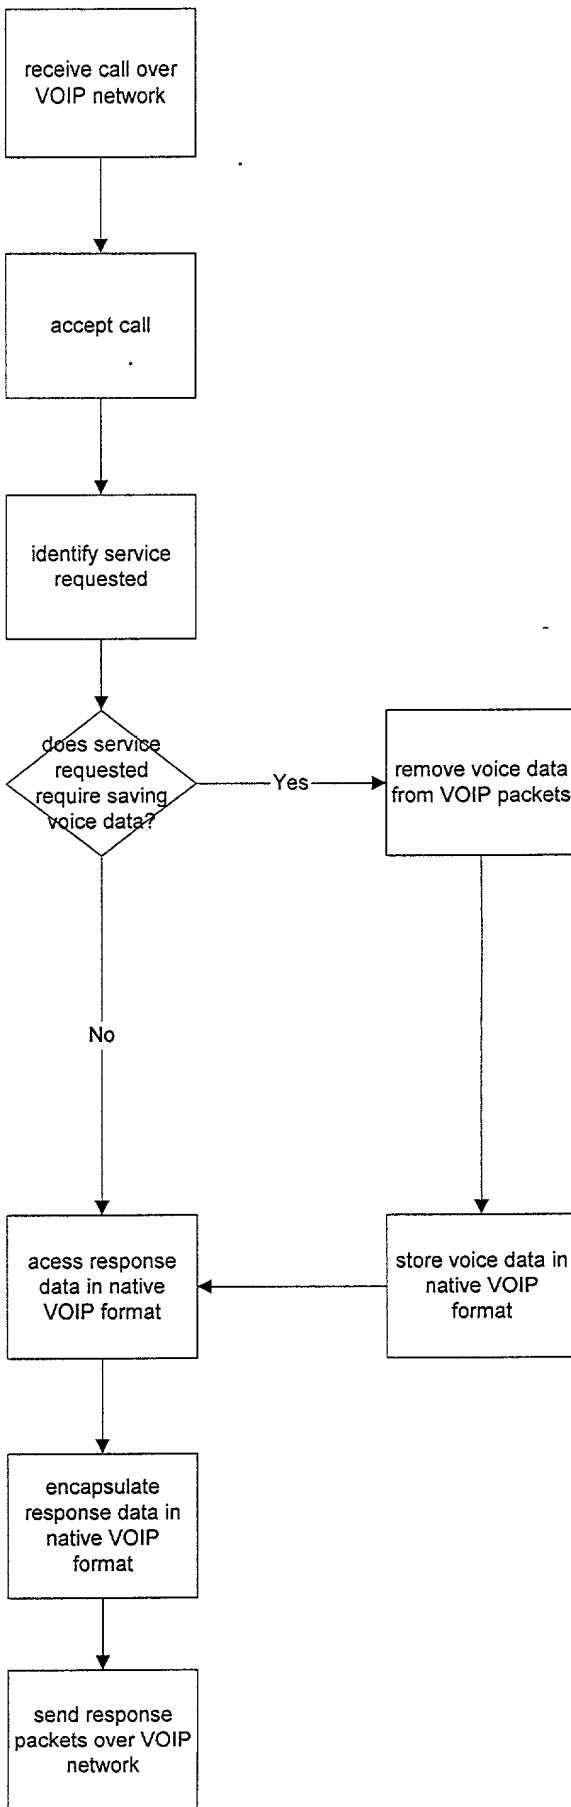 receive call over
VOIP network
accept call
identify service
requested
does service
requested
require saving
voice data?
Yes
remove voice data
from VOIP packets
No
acess response
data in native
VOIP format
store voice data in
native VOIP
format
encapsulate
response data in
native VOIP
format
send response
packets over VOIP
network